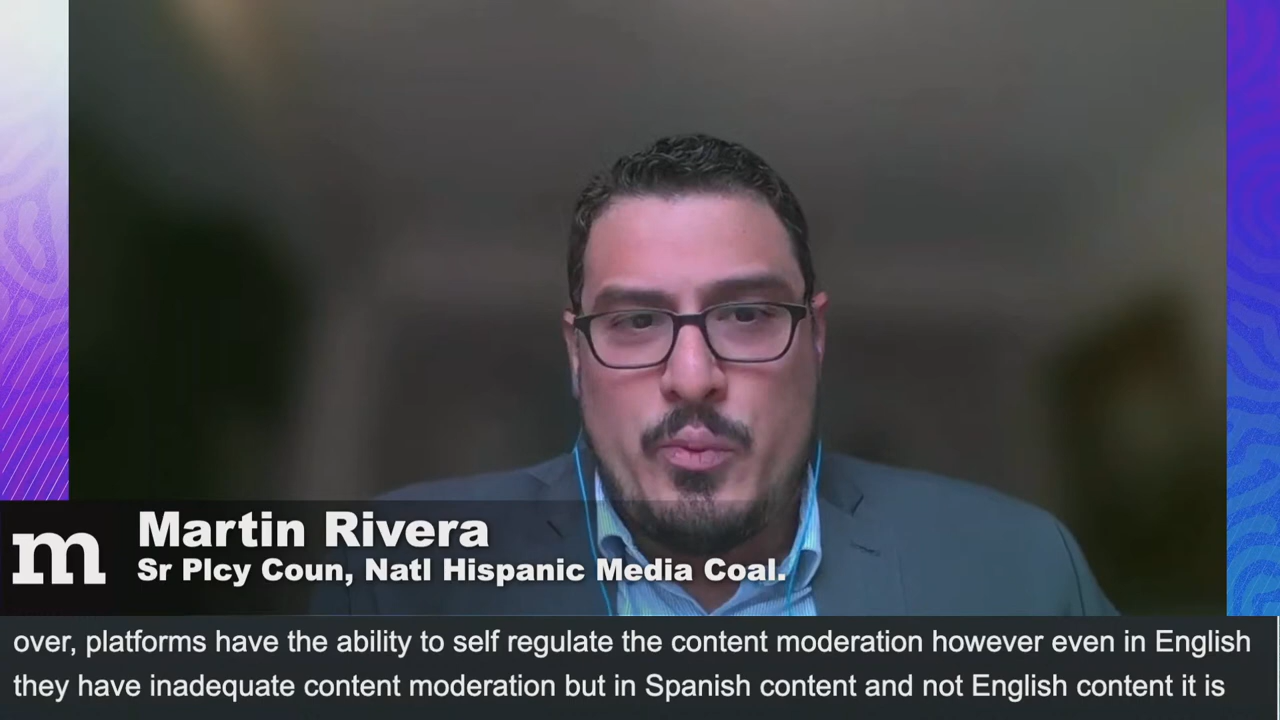 m
Martin Rivera
Sr Plcy Coun, Natl Hispanic Media Coal.
over, platforms have the ability to self regulate the content moderation however even in English
they have inadequate content moderation but in Spanish content and not English content it is